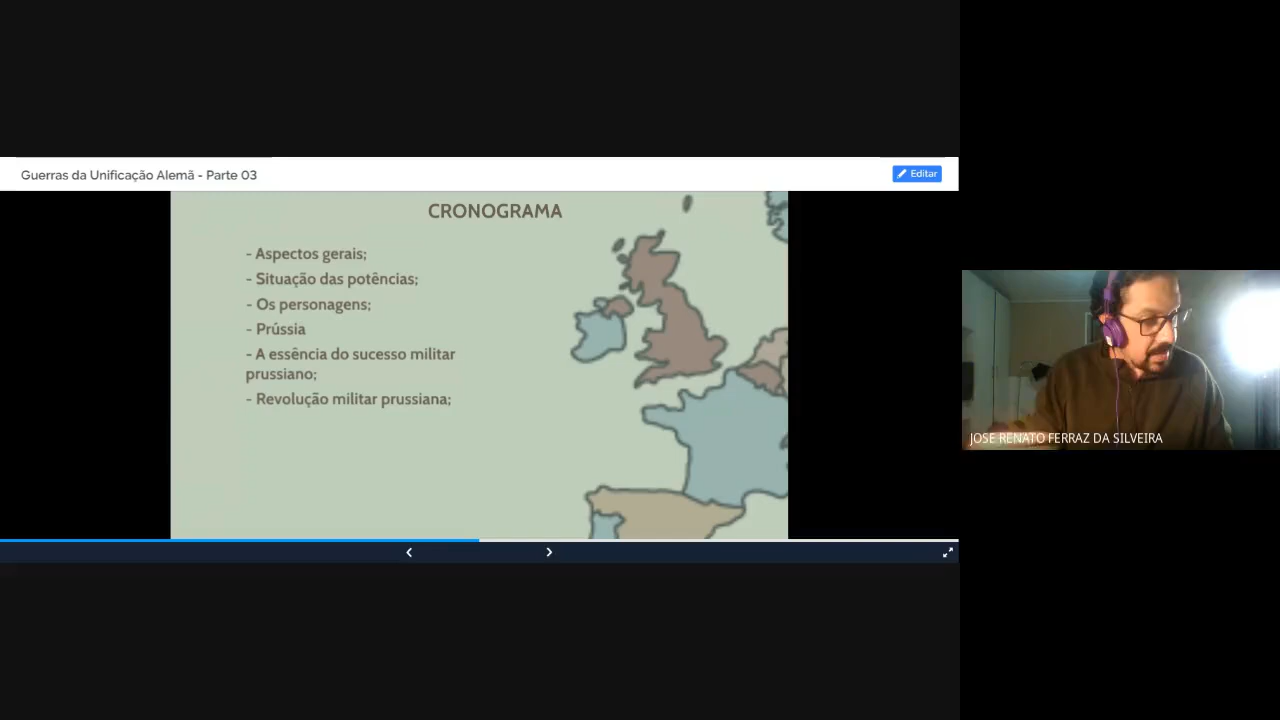 Guerras da Unificação Alemã - Parte 03
Editar
CRONOGRAMA
- Aspectos gerais;
- Situação das potências;
- Os personagens;
- Prússia
- A essência do sucesso militar
prussiano;
- Revolução militar prussiana;
JOSE RENATO FERRAZ DA SILVEIRA